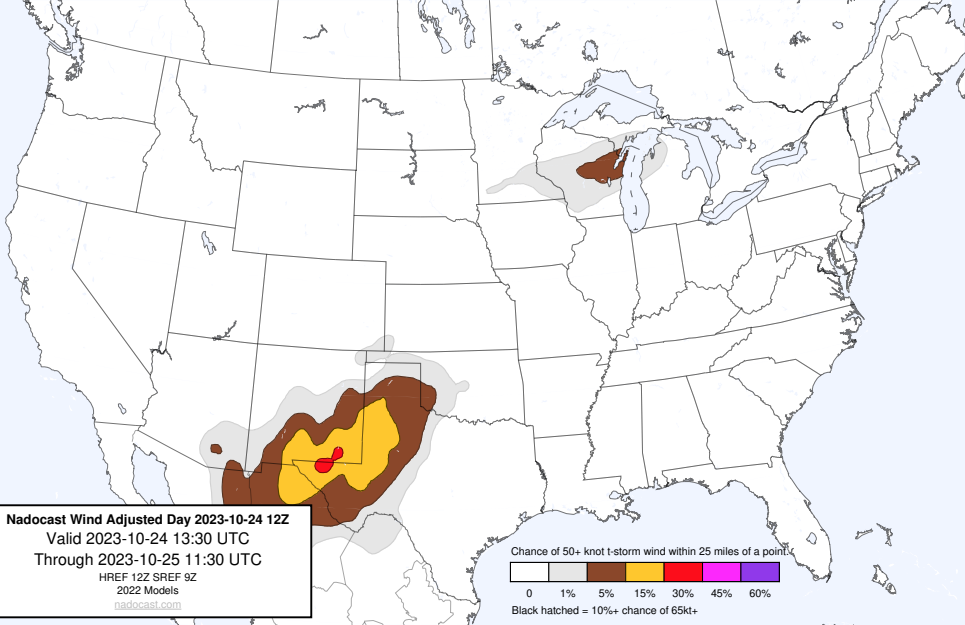 Nadocast Wind Adjusted Day 2023-10-24 12Z
Valid 2023-10-24 13:30 UTC
Through 2023-10-25 11:30 UTC
HREF 12Z SREF 9Z
2022 Models
nadocast.com
Chance of 50+ knot t-storm wind within 25 miles of a point.
0 1% 5% 15% 30% 45% 60%
Black hatched = 10%+ chance of 65kt+